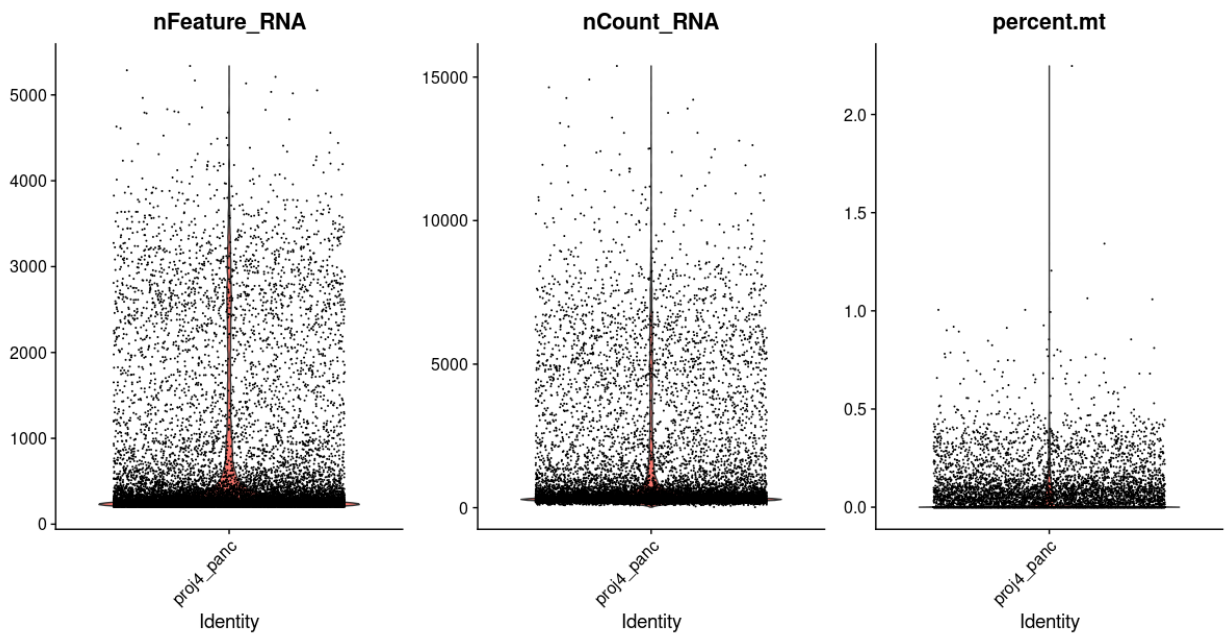 nFeature_RNA
5000
4000
3000
2000
1000
0
proj4_panc
Identity
nCount_RNA
15000
10000
5000
0
proj4_panc
Identity
percent.mt
2.0
1.5
1.0
0.5
0.0
proj4_panc
Identity